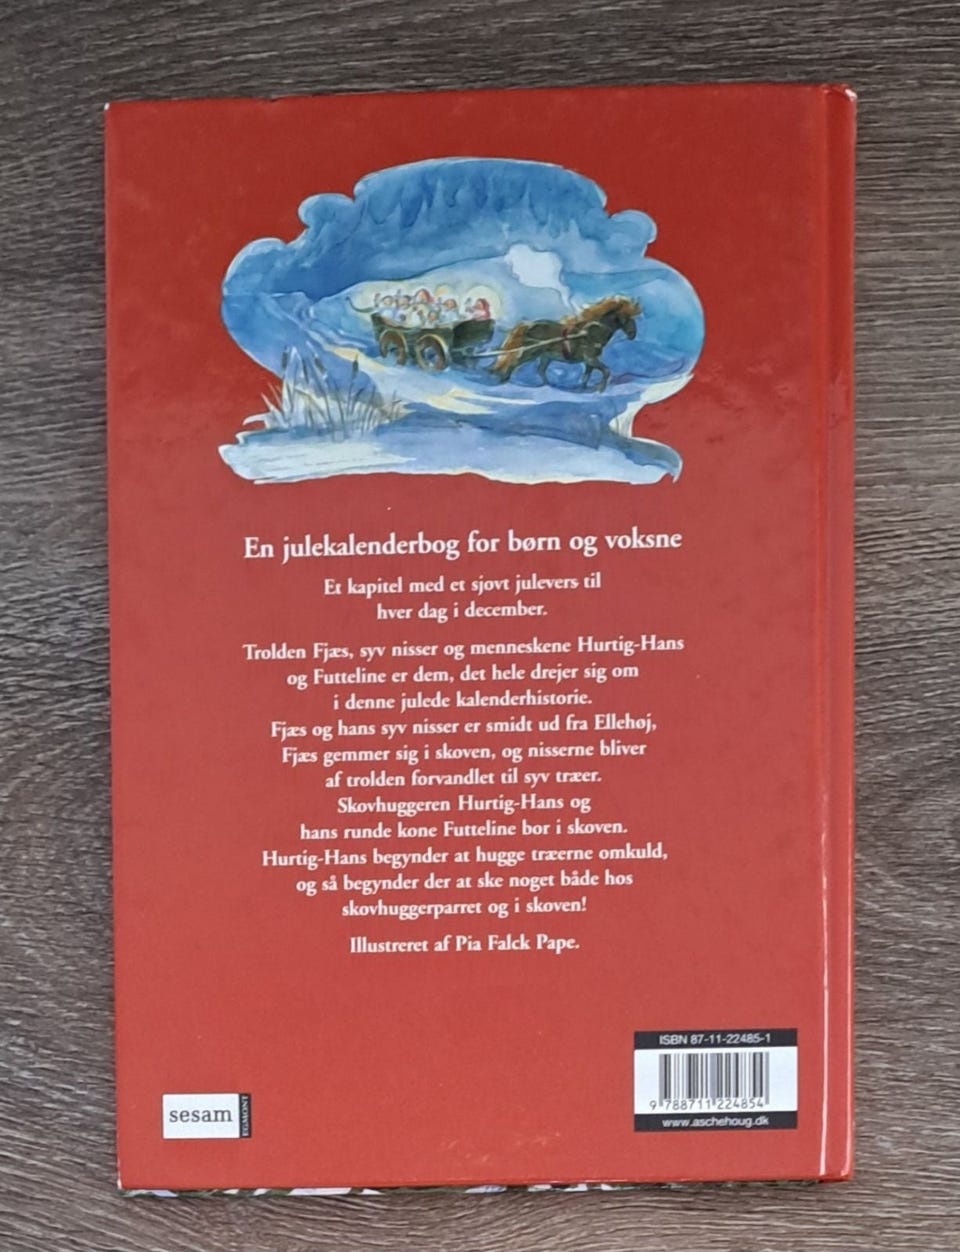 En julekalenderbog for børn og voksne
Et kapitel med et sjovt julevers til
hver dag i december.
Trolden Fjæs, syv nisser og menneskene Hurtig-Hans
og Futteline er dem, det hele drejer sig om
i denne julede kalenderhistorie.
Fjæs og hans syv nisser er smidt ud fra Ellehøj,
Fjæs gemmer sig i skoven, og nisserne bliver
af trolden forvandlet til syv træer.
Skovhuggeren Hurtig-Hans og
hans runde kone Futteline bor i skoven.
Hurtig-Hans begynder at hugge træerne omkuld,
og så begynder der at ske noget både hos
skovhuggerparret og i skoven!
Illustreret af Pia Falck Pape.
ISBN 87-11-22485-1
9 788711 224854
www.aschehoug.dk
sesam
EGMONT